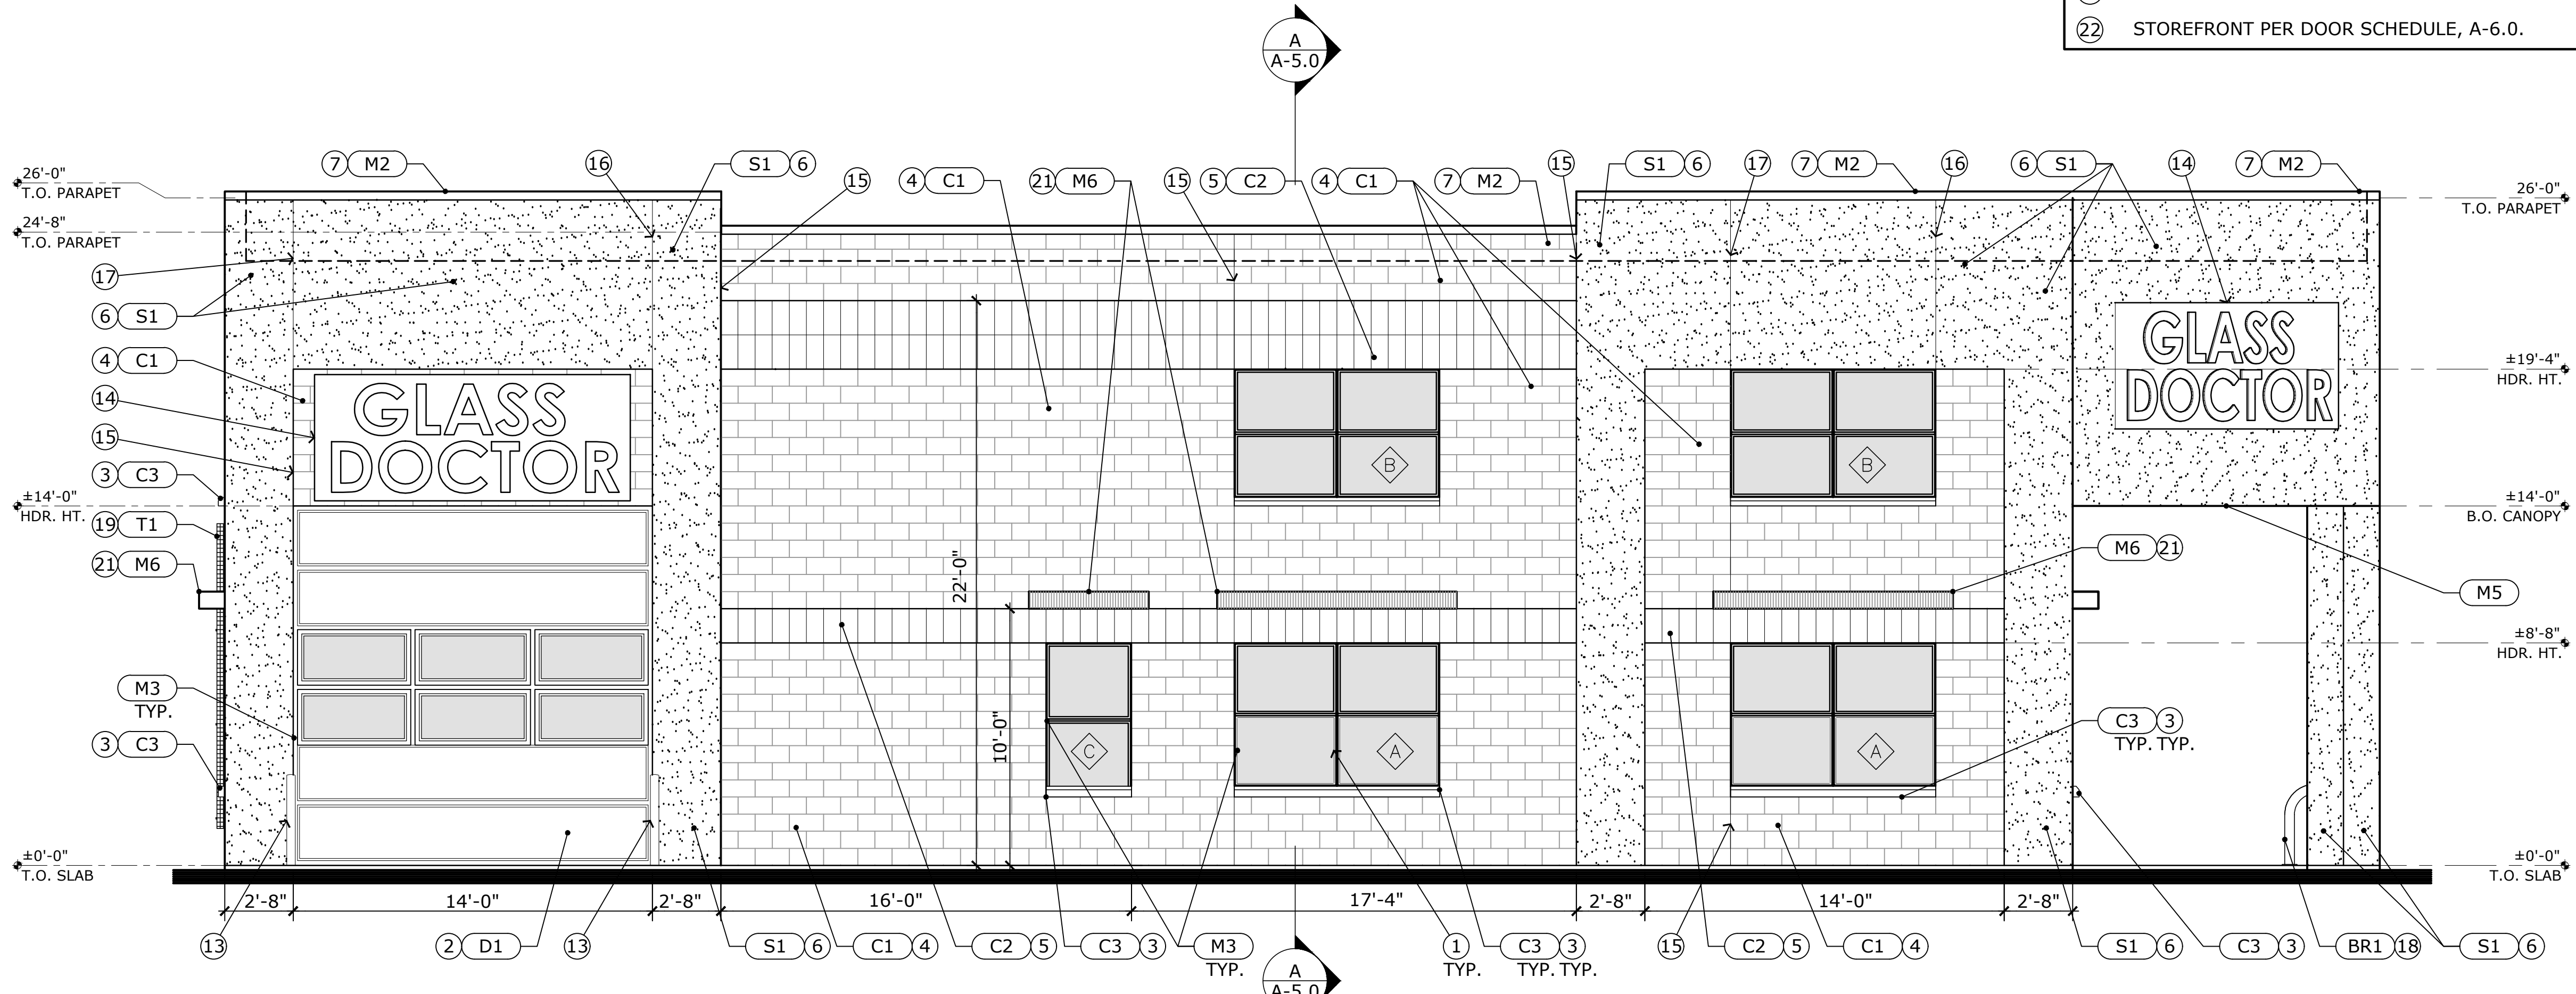 22 STOREFRONT PER DOOR SCHEDULE, A-6.0.
A
A-5.0
7 M2
16
S1 6
15
4 C1
21 M6
15
5 C2
4 C1
7 M2
15
S1 6
17
7 M2
16
6 S1
14
7 M2
26'-0"
T.O. PARAPET
24'-8"
T.O. PARAPET
17
6 S1
4 C1
14
15
3 C3
±14'-0"
HDR. HT.
19 T1
21 M6
M3
TYP.
3 C3
±0'-0"
T.O. SLAB
GLASS
DOCTOR
22'-0"
10'-0"
B
C
A
B
A
GLASS
DOCTOR
26'-0"
T.O. PARAPET
±19'-4"
HDR. HT.
±14'-0"
B.O. CANOPY
M6 21
M5
±8'-8"
HDR. HT.
C3 3
TYP. TYP.
±0'-0"
T.O. SLAB
2'-8"
14'-0"
2'-8"
16'-0"
17'-4"
2'-8"
14'-0"
2'-8"
13
2 D1
13
S1 6
C1 4
C2 5
C3 3
M3
TYP.
A
A-5.0
1
TYP.
C3 3
TYP. TYP.
15
C2 5
C1 4
S1 6
C3 3
BR1 18
S1 6